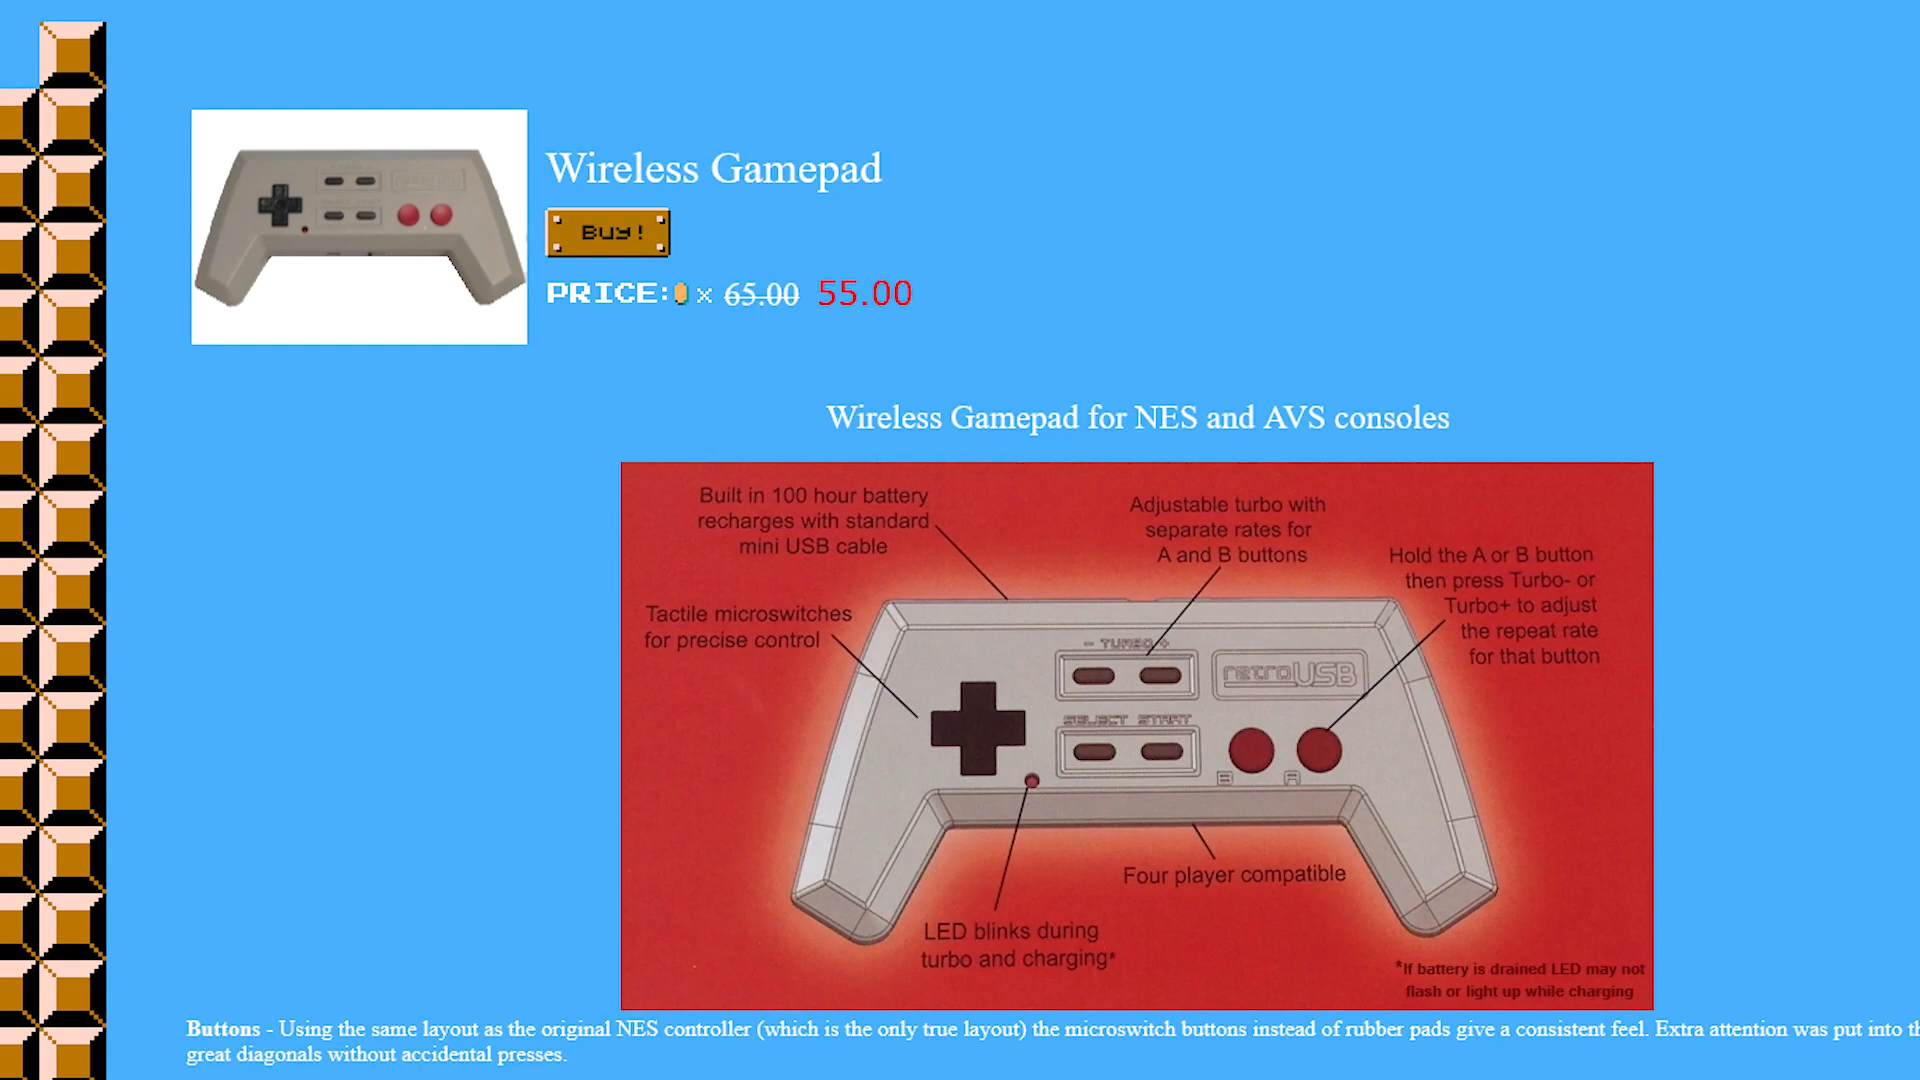 Wireless Gamepad
Buy!
PRICE: × 65.00 55.00
Wireless Gamepad for NES and AVS consoles
Built in 100 hour battery
recharges with standard
mini USB cable
Adjustable turbo with
separate rates for
A and B buttons
Hold the A or B button
then press Turbo- or
Turbo+ to adjust
the repeat rate
for that button
Tactile microswitches
for precise control
- TURBO +
retroUSB
SELECT START
B A
Four player compatible
LED blinks during
turbo and charging*
*If battery is drained LED may not
flash or light up while charging
Buttons - Using the same layout as the original NES controller (which is the only true layout) the microswitch buttons instead of rubber pads give a consistent feel. Extra attention was put into
great diagonals without accidental presses.